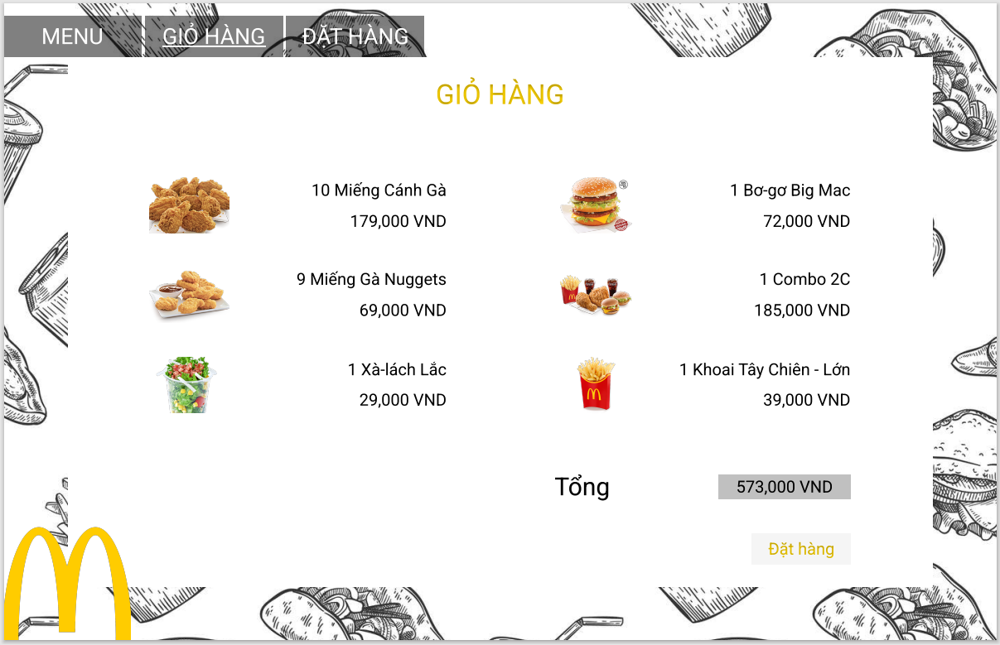 MENU
GIỎ HÀNG
ĐẶT HÀNG
GIỎ HÀNG
10 Miếng Cánh Gà
179,000 VND
1 Bơ-gơ Big Mac
72,000 VND
9 Miếng Gà Nuggets
69,000 VND
1 Combo 2C
185,000 VND
1 Xà-lách Lắc
29,000 VND
1 Khoai Tây Chiên - Lớn
39,000 VND
Tổng
573,000 VND
Đặt hàng